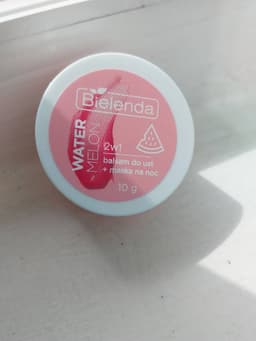 Bielenda
WATER
MELON
2w1
balsam do ust
+ maska na noc
10 g